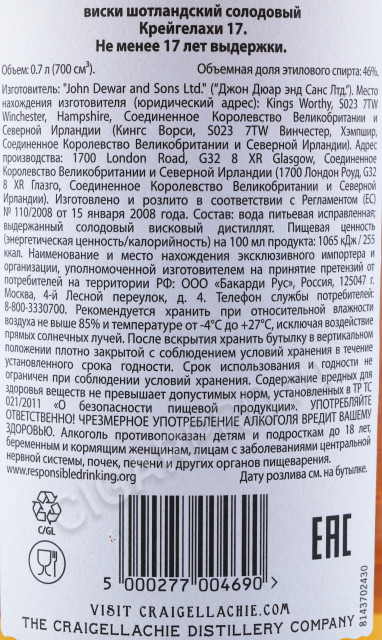 виски шотландский солодовый
Крейгелахи 17.
Не менее 17 лет выдержки.
Объем: 0.7 л (700 см³). Объемная доля этилового спирта: 46%.
Изготовитель: "John Dewar and Sons Ltd." ("Джон Дюар энд Санс Лтд."). Место
нахождения изготовителя (юридический адрес): Kings Worthy, SO23 7TW
Winchester, Hampshire, Соединенное Королевство Великобритании и
Северной Ирландии (Кингс Ворси, SO23 7TW Винчестер, Хэмпшир,
Соединенное Королевство Великобритании и Северной Ирландии). Адрес
производства: 1700 London Road, G32 8 XR Glasgow, Соединенное
Королевство Великобритании и Северной Ирландии (1700 Лондон Роуд, G32
8 XR Глазго, Соединенное Королевство Великобритании и Северной
Ирландии). Изготовлено и розлито в соответствии с Регламентом (ЕС)
№ 110/2008 от 15 января 2008 года. Состав: вода питьевая исправленная;
выдержанный солодовый висковый дистиллят. Пищевая ценность
(энергетическая ценность/калорийность) на 100 мл продукта: 1065 кДж / 255
ккал. Наименование и место нахождения эксклюзивного импортера и
организации, уполномоченной изготовителем на принятие претензий от
потребителей на территории РФ: ООО «Бакарди Рус», Россия, 125047 г.
Москва, 4-й Лесной переулок, д. 4. Телефон службы потребителей:
8-800-3330700. Рекомендуется хранить при относительной влажности
воздуха не выше 85% и температуре от -4°C до +27°C, исключая воздействие
прямых солнечных лучей. После вскрытия хранить бутылку в вертикальном
положении плотно закрытой с соблюдением условий хранения в течение
установленного срока годности. Срок использования и годности не
ограничен при соблюдении условий хранения. Содержание вредных для
здоровья веществ не превышает допустимых норм, установленных в ТР ТС
021/2011 «О безопасности пищевой продукции». УПОТРЕБЛЯЙТЕ
ОТВЕТСТВЕННО! ЧРЕЗМЕРНОЕ УПОТРЕБЛЕНИЕ АЛКОГОЛЯ ВРЕДИТ ВАШЕМУ
ЗДОРОВЬЮ. Алкоголь противопоказан детям и подросткам до 18 лет,
беременным и кормящим женщинам, лицам с заболеваниями центральной
нервной системы, почек, печени и других органов пищеварения.
www.responsibledrinking.org Дата розлива см. на бутылке.
C/GL
EAC
5 000277 004690 >
8143702430
VISIT CRAIGELLACHIE.COM
THE CRAIGELLACHIE DISTILLERY COMPANY